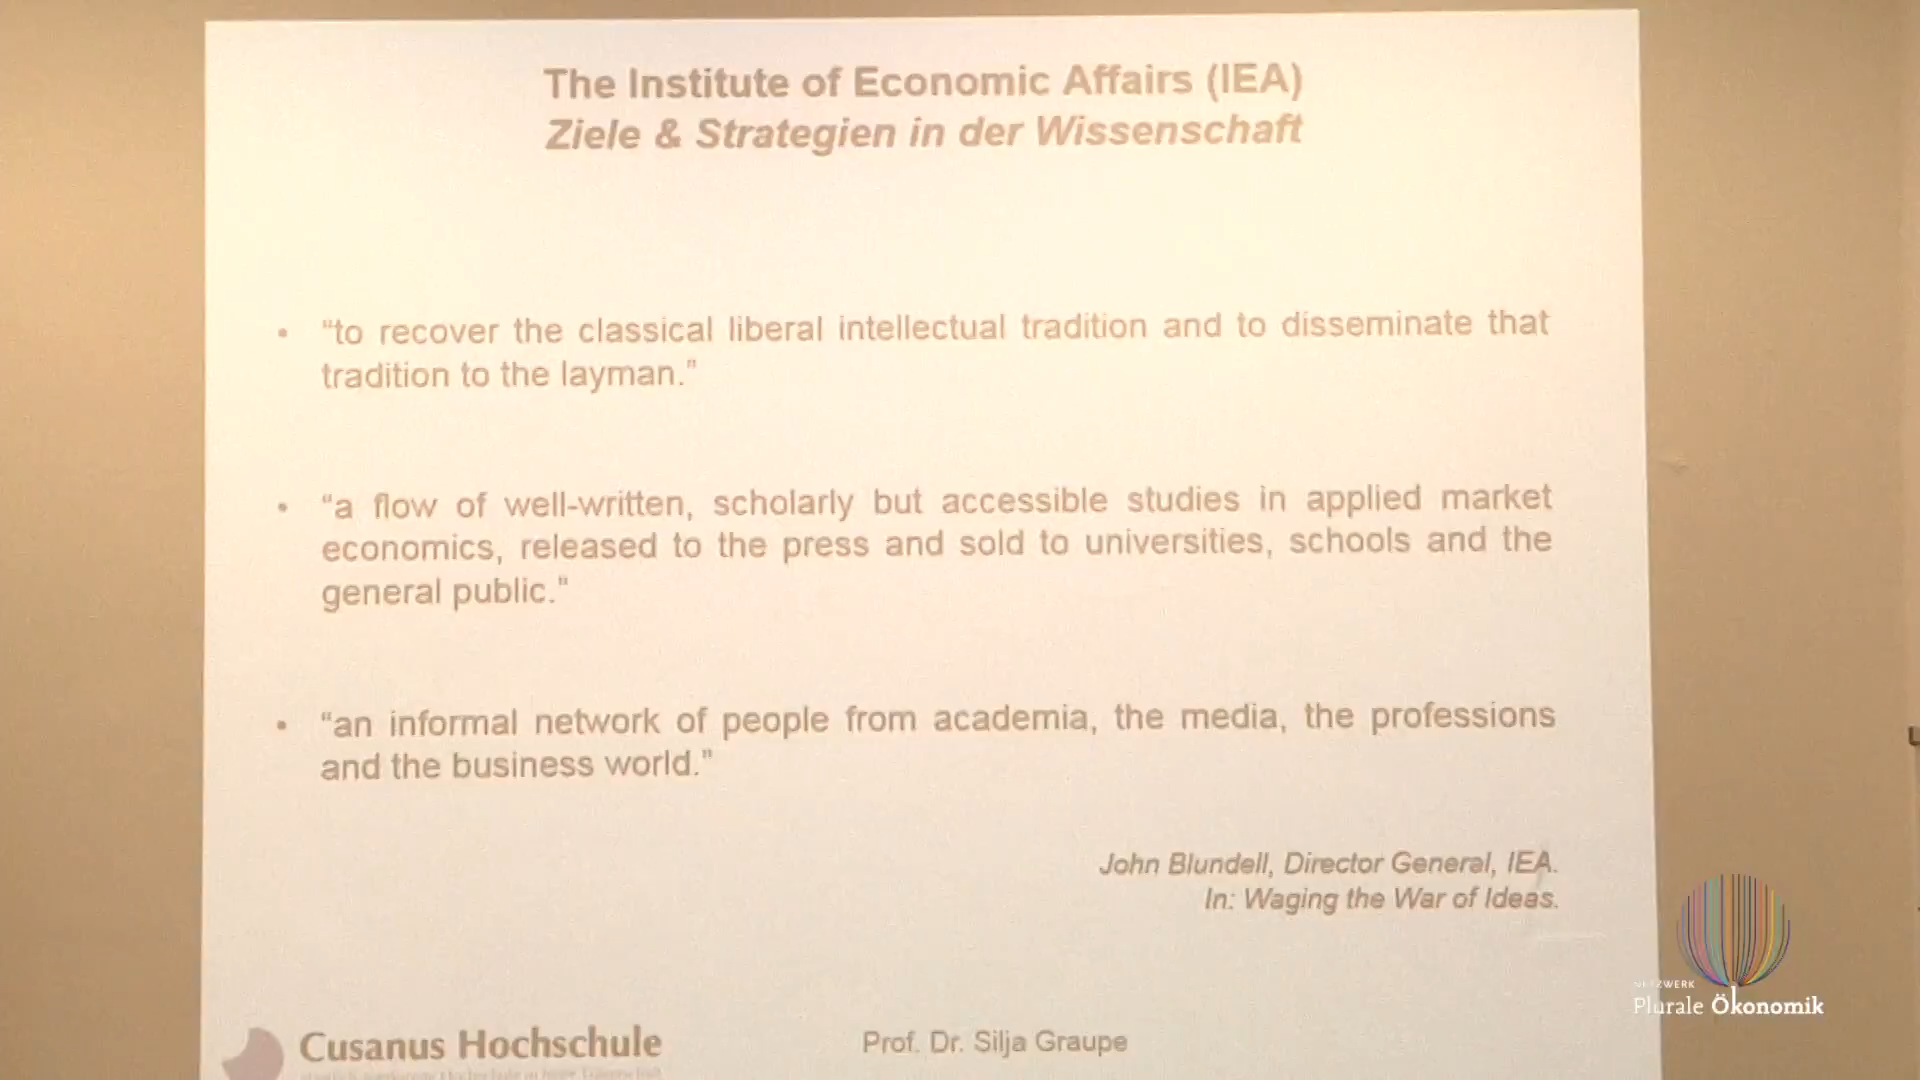 The Institute of Economic Affairs (IEA)
Ziele & Strategien in der Wissenschaft
• "to recover the classical liberal intellectual tradition and to disseminate that
tradition to the layman."
• "a flow of well-written, scholarly but accessible studies in applied market
economics, released to the press and sold to universities, schools and the
general public."
• "an informal network of people from academia, the media, the professions
and the business world."
John Blundell, Director General, IEA.
In: Waging the War of Ideas.
Cusanus Hochschule
Prof. Dr. Silja Graupe
NETZWERK
Plurale Ökonomik